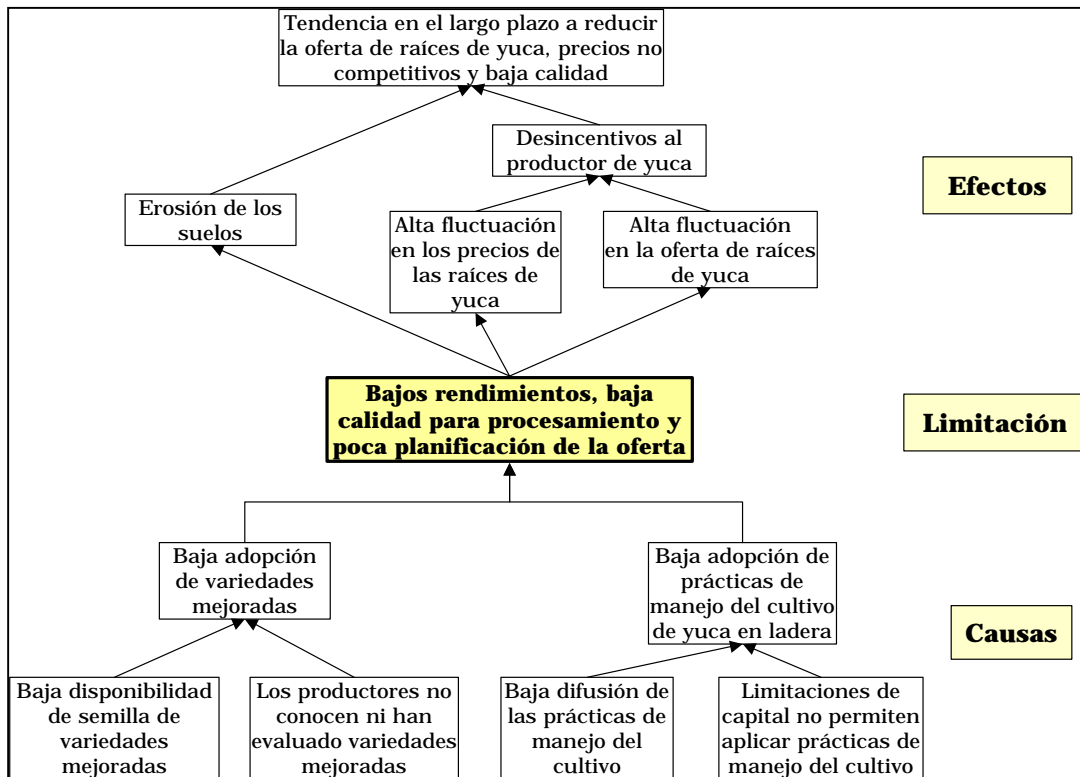 Tendencia en el largo plazo a reducir
la oferta de raíces de yuca, precios no
competitivos y baja calidad
Desincentivos al
productor de yuca
Efectos
Erosión de los
suelos
Alta fluctuación
en los precios de
las raíces de
yuca
Alta fluctuación
en la oferta de raíces
de yuca
Bajos rendimientos, baja
calidad para procesamiento y
poca planificación de la oferta
Limitación
Baja adopción
de variedades
mejoradas
Baja adopción de
prácticas de
manejo del cultivo
de yuca en ladera
Causas
Baja disponibilidad
de semilla de
variedades
mejoradas
Los productores no
conocen ni han
evaluado variedades
mejoradas
Baja difusión de
las prácticas de
manejo del
cultivo
Limitaciones de
capital no permiten
aplicar prácticas de
manejo del cultivo